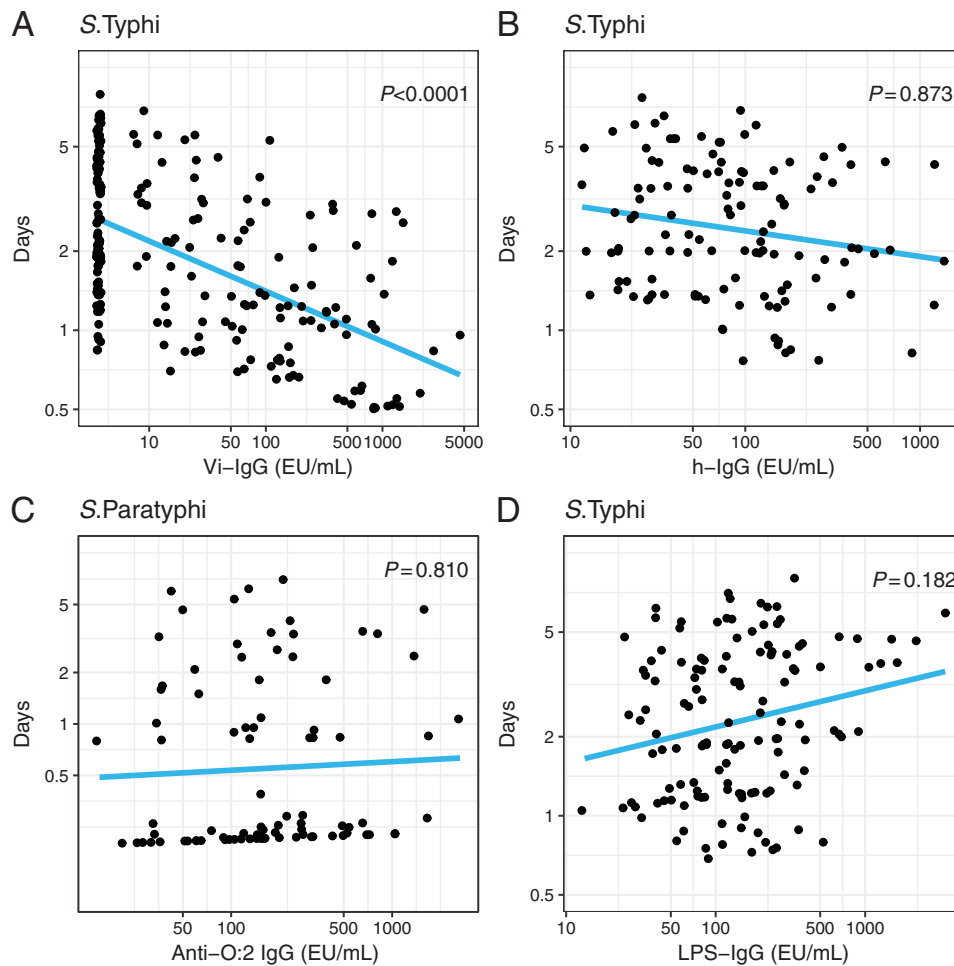 A
S.Typhi
P<0.0001
Days
5
2
1
0.5
10
50
100
500
1000
5000
Vi–IgG (EU/mL)
B
S.Typhi
P=0.873
Days
5
2
1
0.5
10
50
100
500
1000
h–IgG (EU/mL)
C
S.Paratyphi
P=0.810
Days
5
2
1
0.5
50
100
500
1000
Anti–O:2 IgG (EU/mL)
D
S.Typhi
P=0.182
Days
5
2
1
0.5
10
50
100
500
1000
LPS–IgG (EU/mL)